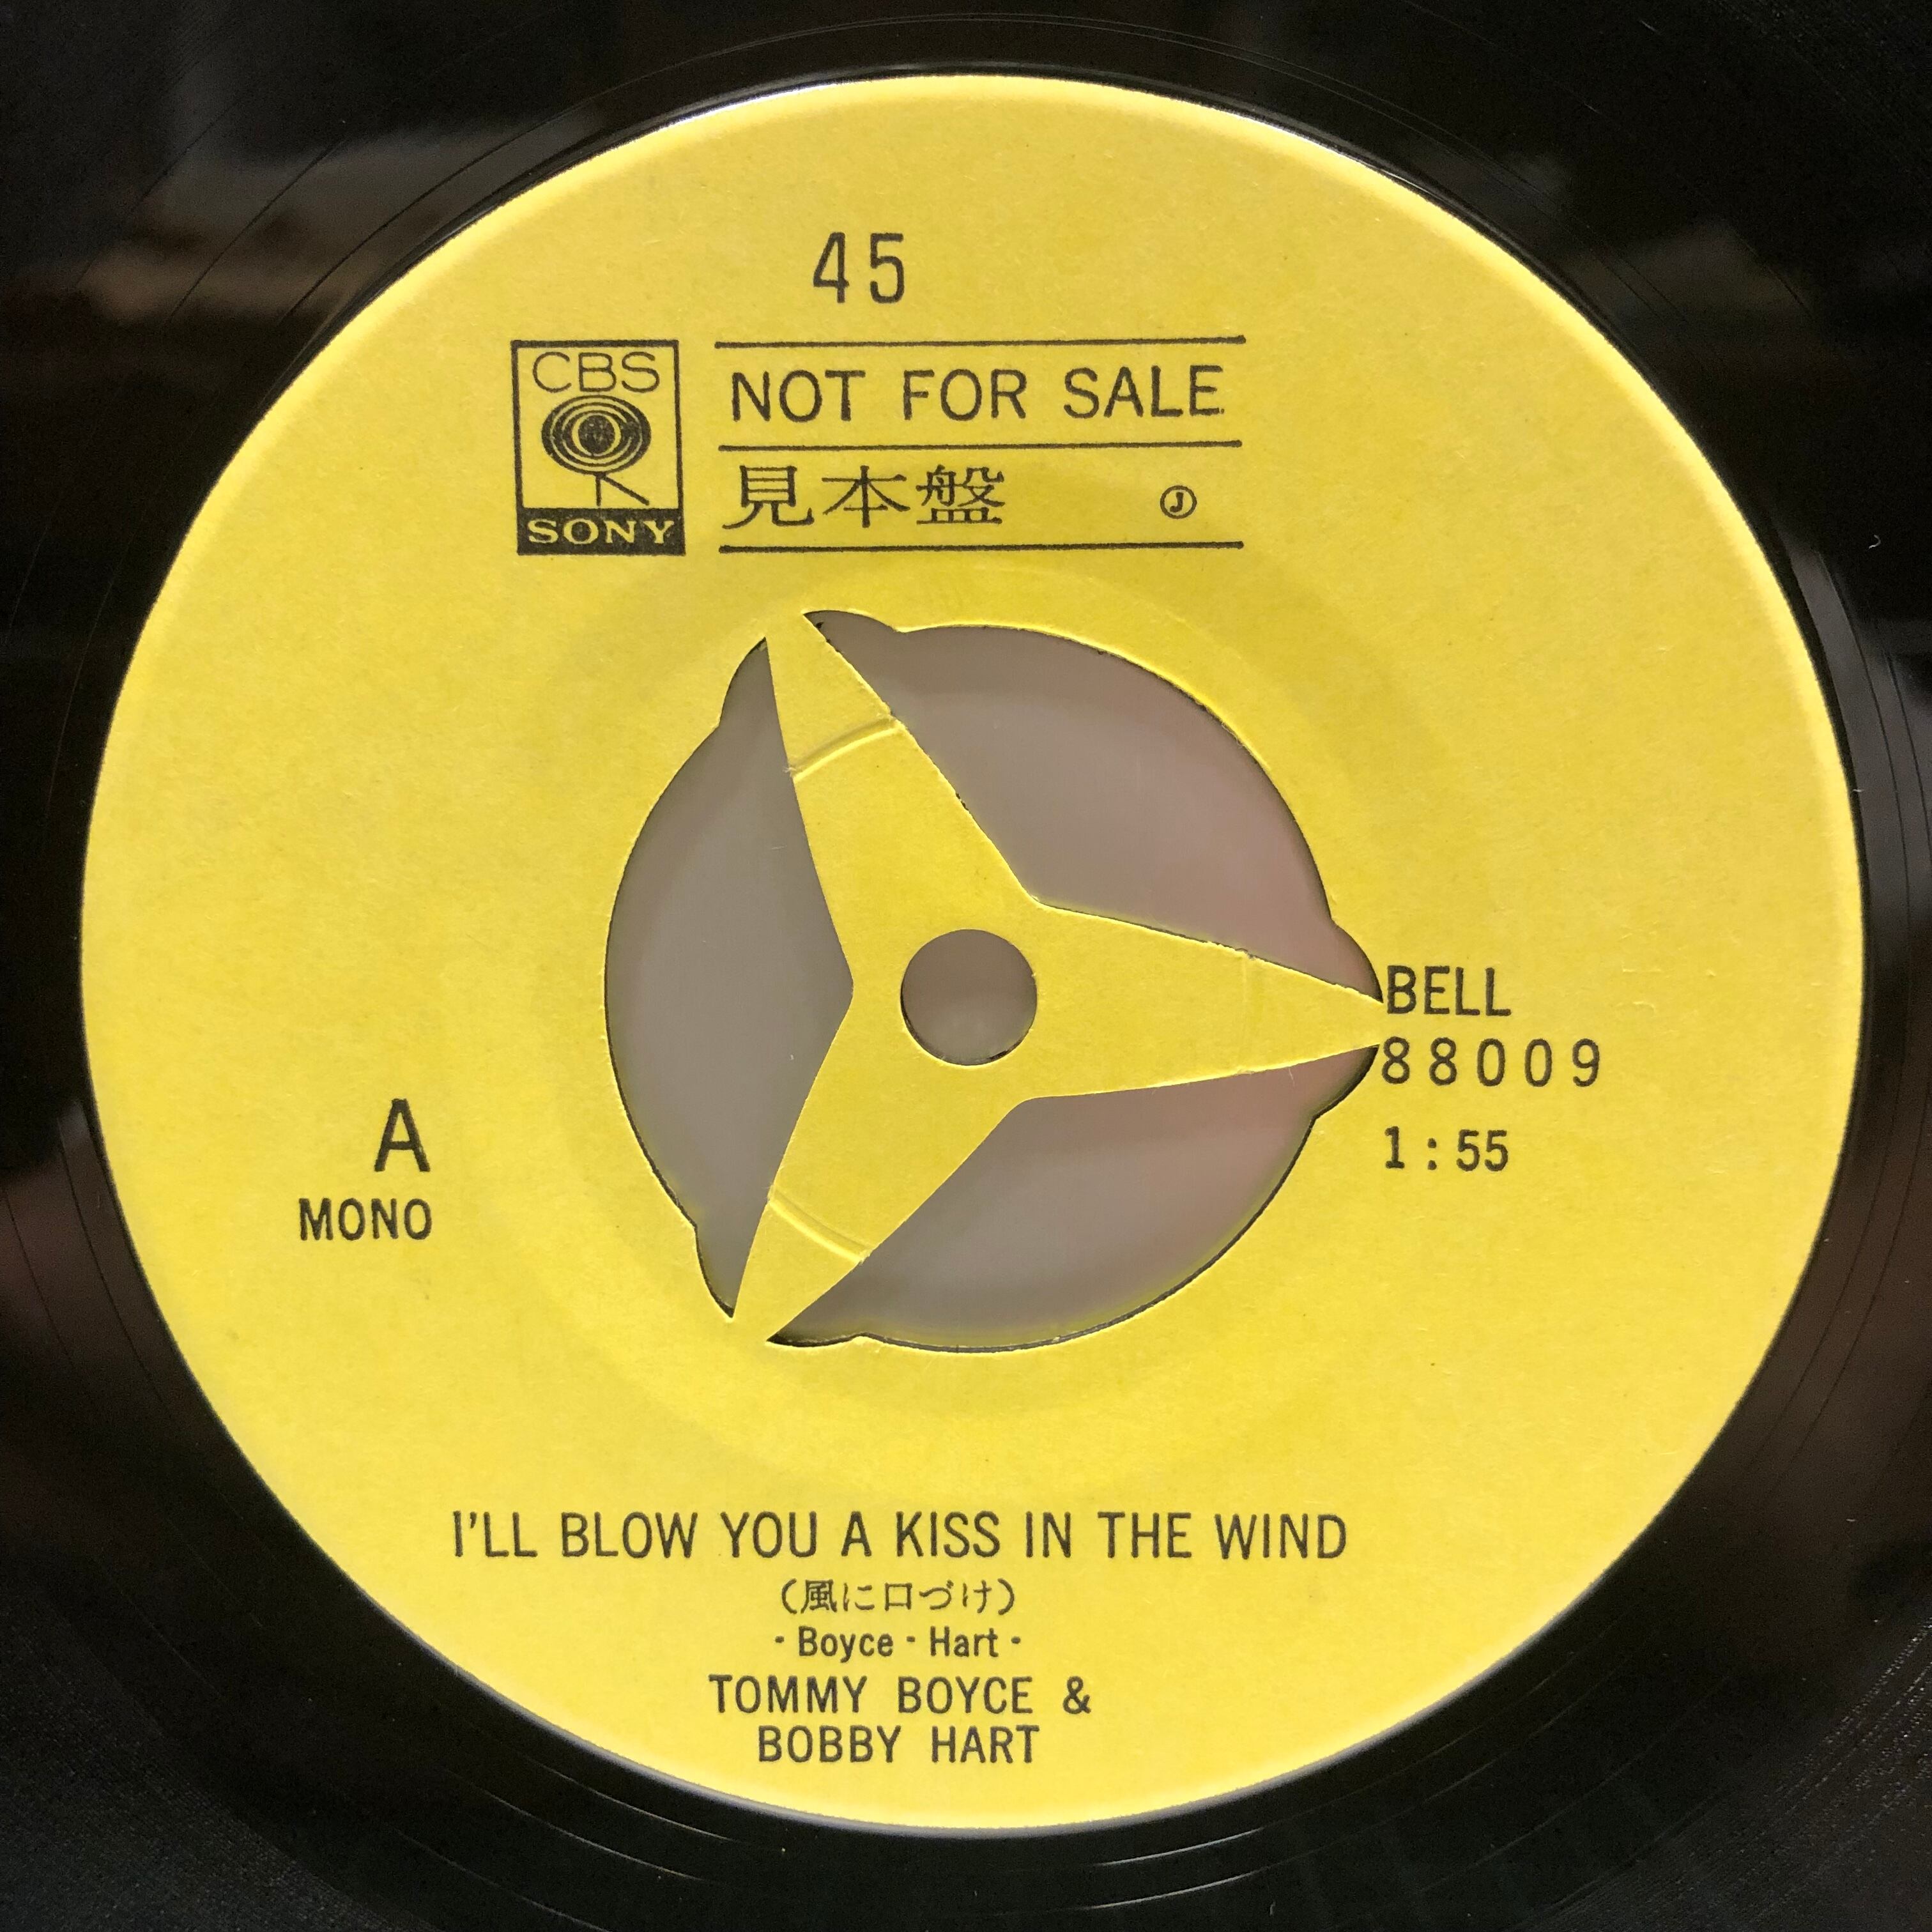 45
CBS
SONY
NOT FOR SALE
見本盤 Ⓙ
BELL
88009
1:55
A
MONO
I'LL BLOW YOU A KISS IN THE WIND
(風に口づけ)
- Boyce - Hart -
TOMMY BOYCE &
BOBBY HART